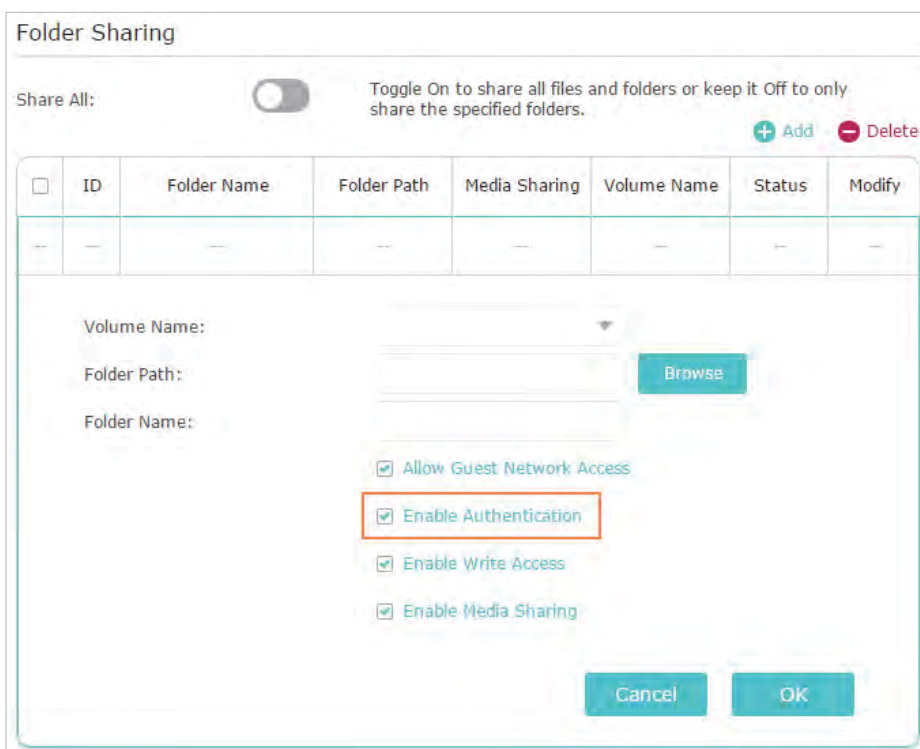 Folder Sharing
Share All:
Toggle On to share all files and folders or keep it Off to only
share the specified folders.
Add Delete
ID Folder Name Folder Path Media Sharing Volume Name Status Modify
-- -- -- -- -- -- -- --
Volume Name:
Folder Path: Browse
Folder Name:
Allow Guest Network Access
Enable Authentication
Enable Write Access
Enable Media Sharing
Cancel OK